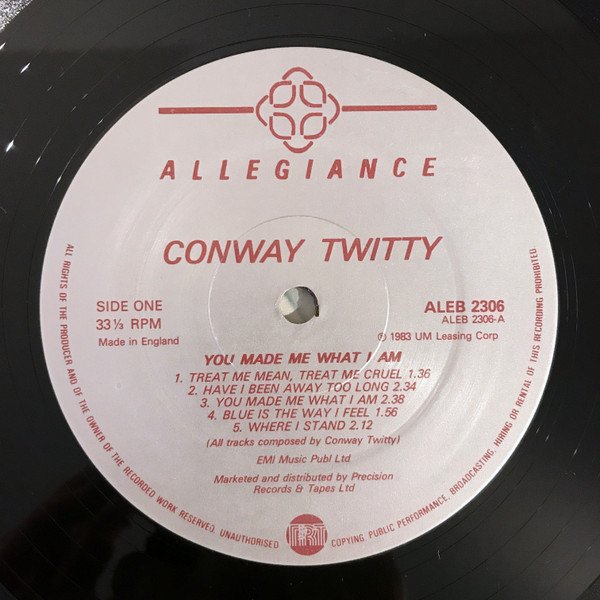 ALLEGIANCE
CONWAY TWITTY
SIDE ONE
33⅓ RPM
Made in England
ALEB 2306
ALEB 2306-A
℗ 1983 UM Leasing Corp
YOU MADE ME WHAT I AM
1. TREAT ME MEAN, TREAT ME CRUEL 1.36
2. HAVE I BEEN AWAY TOO LONG 2.34
3. YOU MADE ME WHAT I AM 2.38
4. BLUE IS THE WAY I FEEL 1.56
5. WHERE I STAND 2.12
(All tracks composed by Conway Twitty)
EMI Music Publ Ltd
Marketed and distributed by Precision
Records & Tapes Ltd
ALL RIGHTS OF THE PRODUCER AND OF THE OWNER OF THE RECORDED WORK RESERVED. UNAUTHORISED COPYING, PUBLIC PERFORMANCE, BROADCASTING, HIRING OR RENTAL OF THIS RECORDING PROHIBITED.
PRT